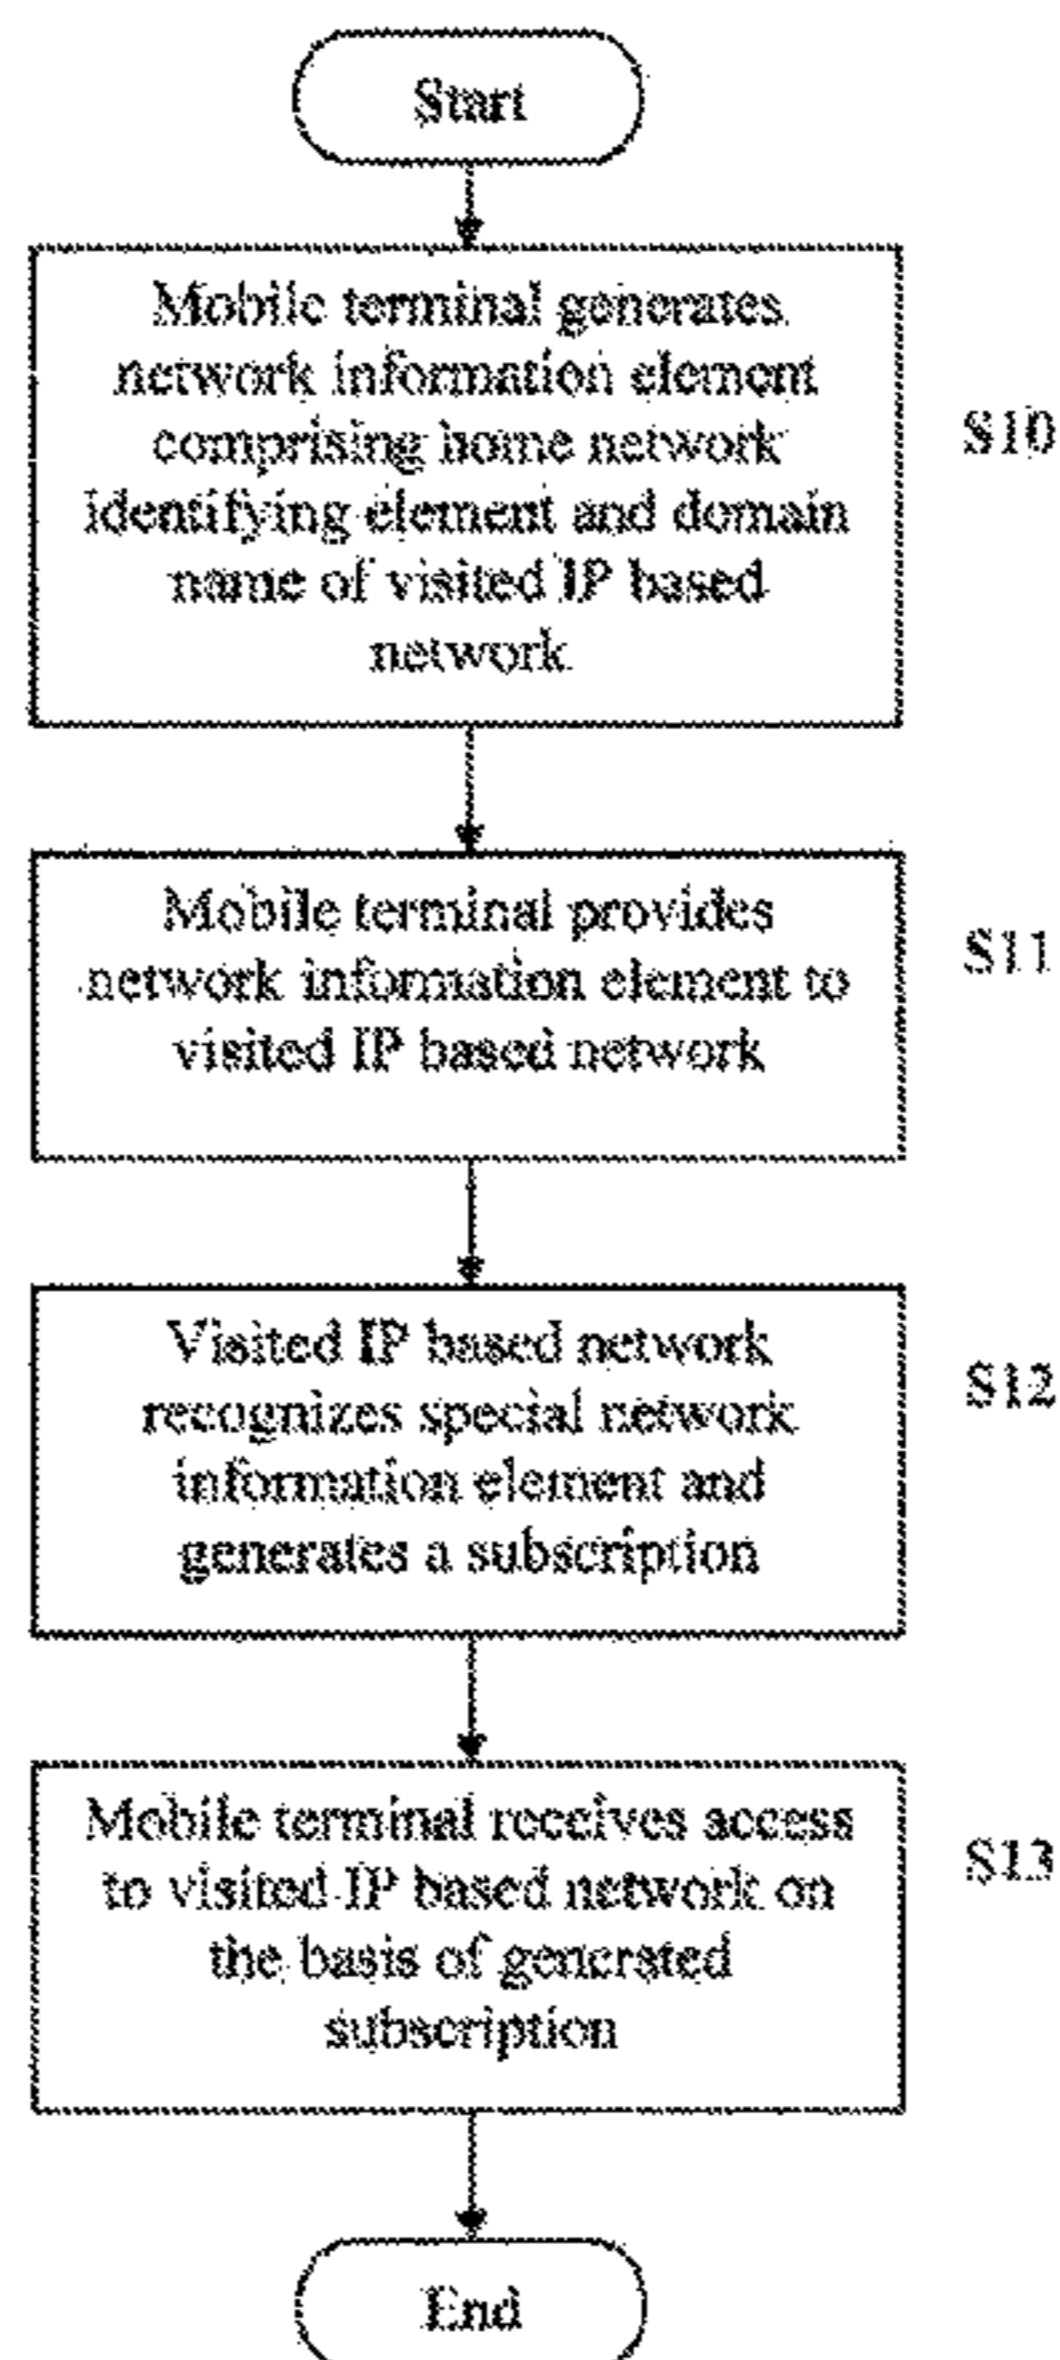 Start
Mobile terminal generates
network information element
comprising home network
identifying element and domain
name of visited IP based
network
S10
Mobile terminal provides
network information element to
visited IP based network
S11
Visited IP based network
recognizes special network
information element and
generates a subscription
S12
Mobile terminal receives access
to visited IP based network on
the basis of generated
subscription
S13
End